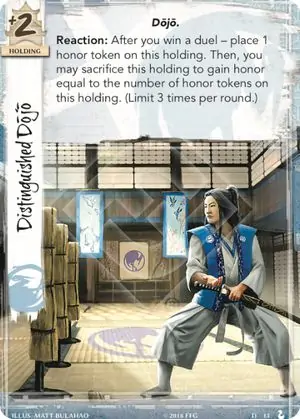 +2
HOLDING
Dōjō.
Reaction: After you win a duel – place 1
honor token on this holding. Then, you
may sacrifice this holding to gain honor
equal to the number of honor tokens on
this holding. (Limit 3 times per round.)
Distinguished Dōjō
ILLUS. MATT BULAHAO
© 2018 FFG